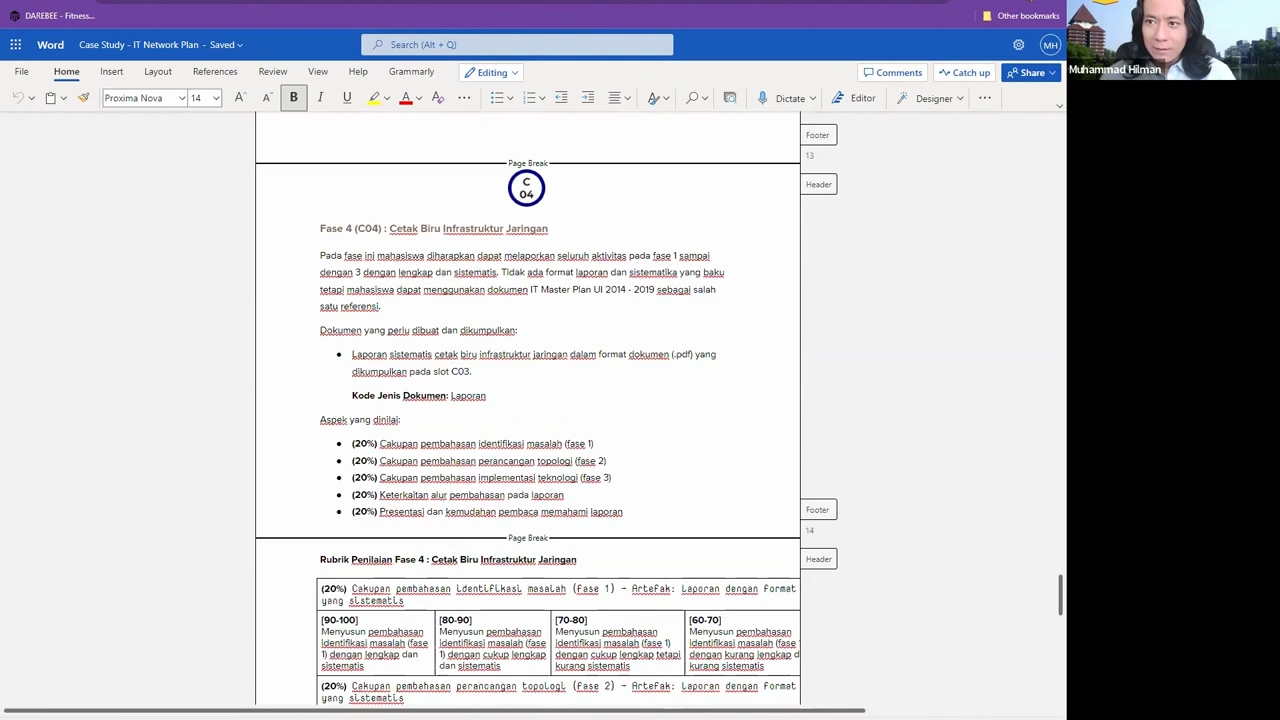 DAREBEE - Fitness...
Other bookmarks
Word
Case Study - IT Network Plan - Saved
Search (Alt + Q)
MH
Muhammad Hilman
File
Home
Insert
Layout
References
Review
View
Help
Grammarly
Editing
Comments
Catch up
Share
Proxima Nova
14
B
I
U
A
Dictate
Editor
Designer
Footer
13
Page Break
Header
C
04
Fase 4 (C04) : Cetak Biru Infrastruktur Jaringan
Pada fase ini mahasiswa diharapkan dapat melaporkan seluruh aktivitas pada fase 1 sampai
dengan 3 dengan lengkap dan sistematis. Tidak ada format laporan dan sistematika yang baku
tetapi mahasiswa dapat menggunakan dokumen IT Master Plan UI 2014 - 2019 sebagai salah
satu referensi.
Dokumen yang perlu dibuat dan dikumpulkan:
● Laporan sistematis cetak biru infrastruktur jaringan dalam format dokumen (.pdf) yang
dikumpulkan pada slot C03.
Kode Jenis Dokumen: Laporan
Aspek yang dinilai:
● (20%) Cakupan pembahasan identifikasi masalah (fase 1)
● (20%) Cakupan pembahasan perancangan topologi (fase 2)
● (20%) Cakupan pembahasan implementasi teknologi (fase 3)
● (20%) Keterkaitan alur pembahasan pada laporan
● (20%) Presentasi dan kemudahan pembaca memahami laporan
Footer
14
Page Break
Header
Rubrik Penilaian Fase 4 : Cetak Biru Infrastruktur Jaringan
(20%) Cakupan pembahasan identifikasi masalah (fase 1) - Artefak: Laporan dengan format
yang sistematis
[90-100]
Menyusun pembahasan
identifikasi masalah (fase
1) dengan lengkap dan
sistematis
[80-90]
Menyusun pembahasan
identifikasi masalah (fase
1) dengan cukup lengkap
dan sistematis
[70-80]
Menyusun pembahasan
identifikasi masalah (fase 1)
dengan cukup lengkap tetapi
kurang sistematis
[60-70]
Menyusun pembahasan
identifikasi masalah (fase
dengan kurang lengkap d
kurang sistematis
(20%) Cakupan pembahasan perancangan topologi (fase 2) - Artefak: Laporan dengan format
yang sistematis